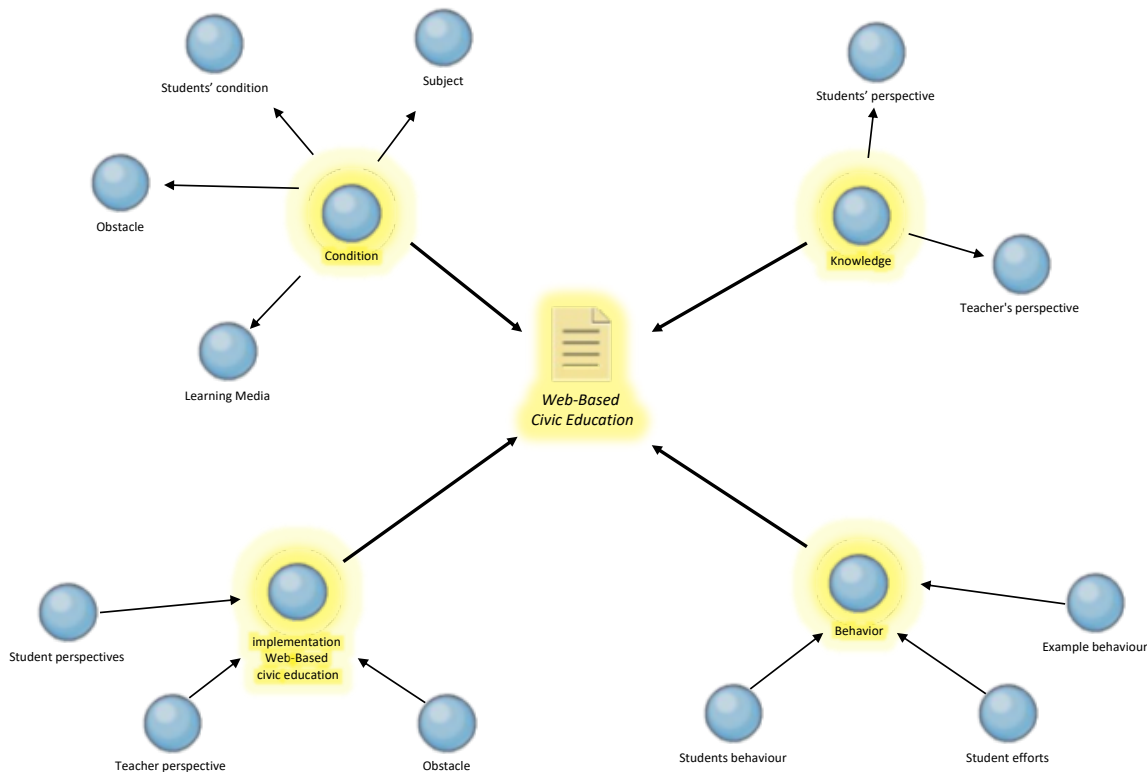 Students' condition
Subject
Students' perspective
Obstacle
Condition
Knowledge
Teacher's perspective
Learning Media
Web-Based
Civic Education
implementation
Web-Based
civic education
Behavior
Student perspectives
Example behaviour
Teacher perspective
Obstacle
Students behaviour
Student efforts